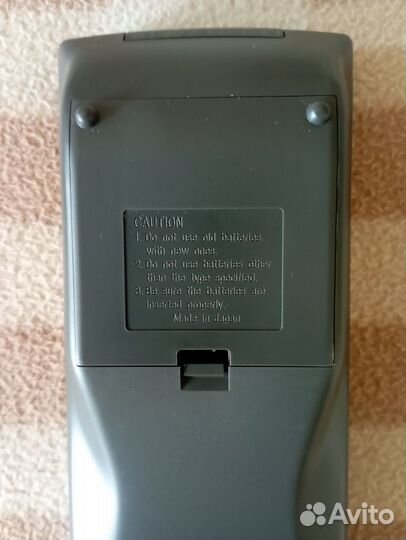 CAUTION
1. Do not use old batteries
with new ones.
2. Do not use batteries other
than the type specified.
3. Be sure the batteries are
inserted properly.
Made in Japan
Avito